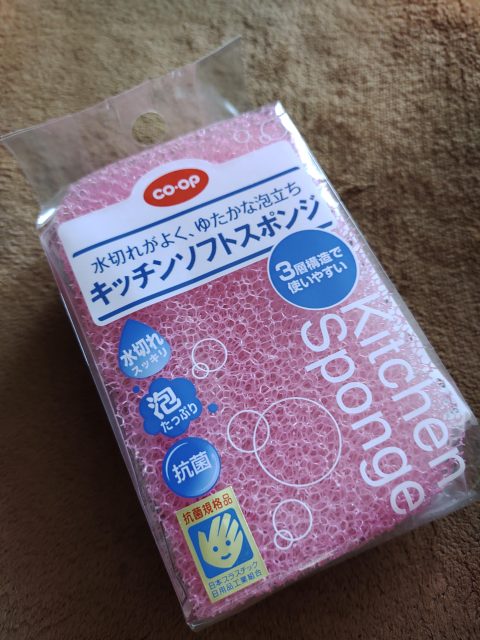 co·op
水切れがよく、ゆたかな泡立ち
キッチンソフトスポンジ
3層構造で
使いやすい
水切れ
スッキリ
泡
たっぷり
抗菌
Kitchen
Sponge
抗菌規格品
日本プラスチック
日用品工業組合